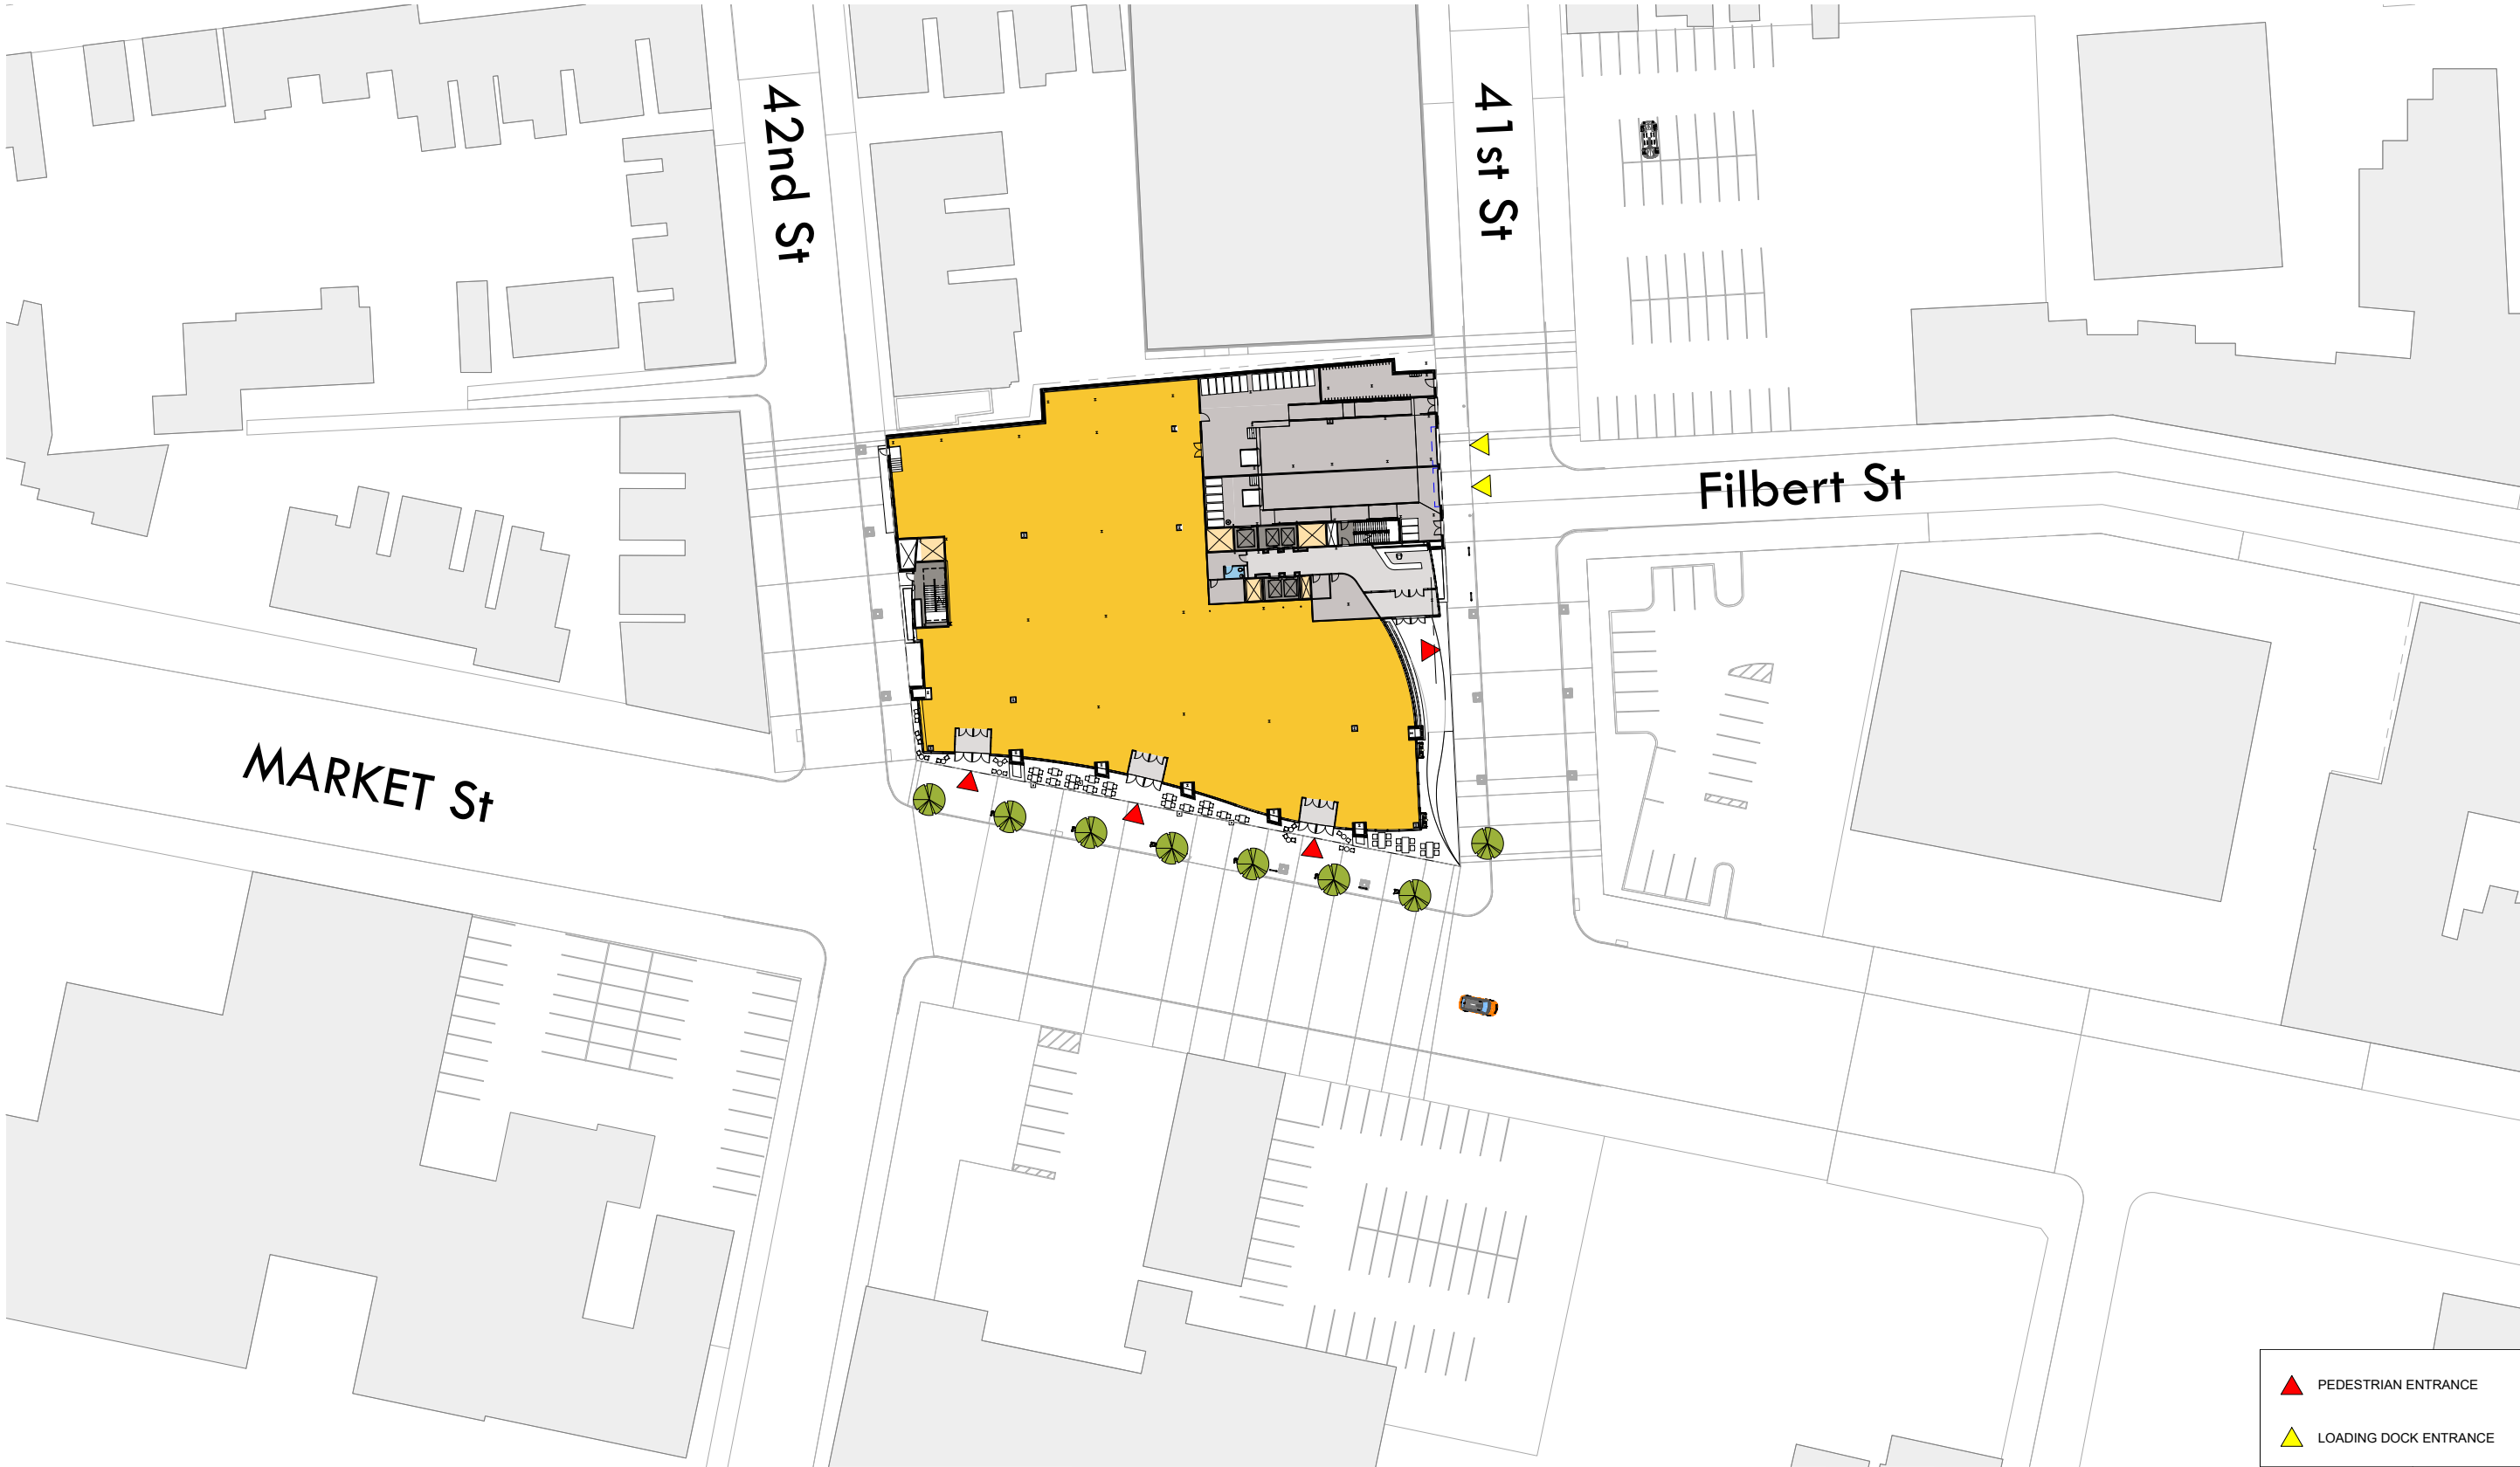 42nd St
41st St
Filbert St
MARKET St
PEDESTRIAN ENTRANCE
LOADING DOCK ENTRANCE